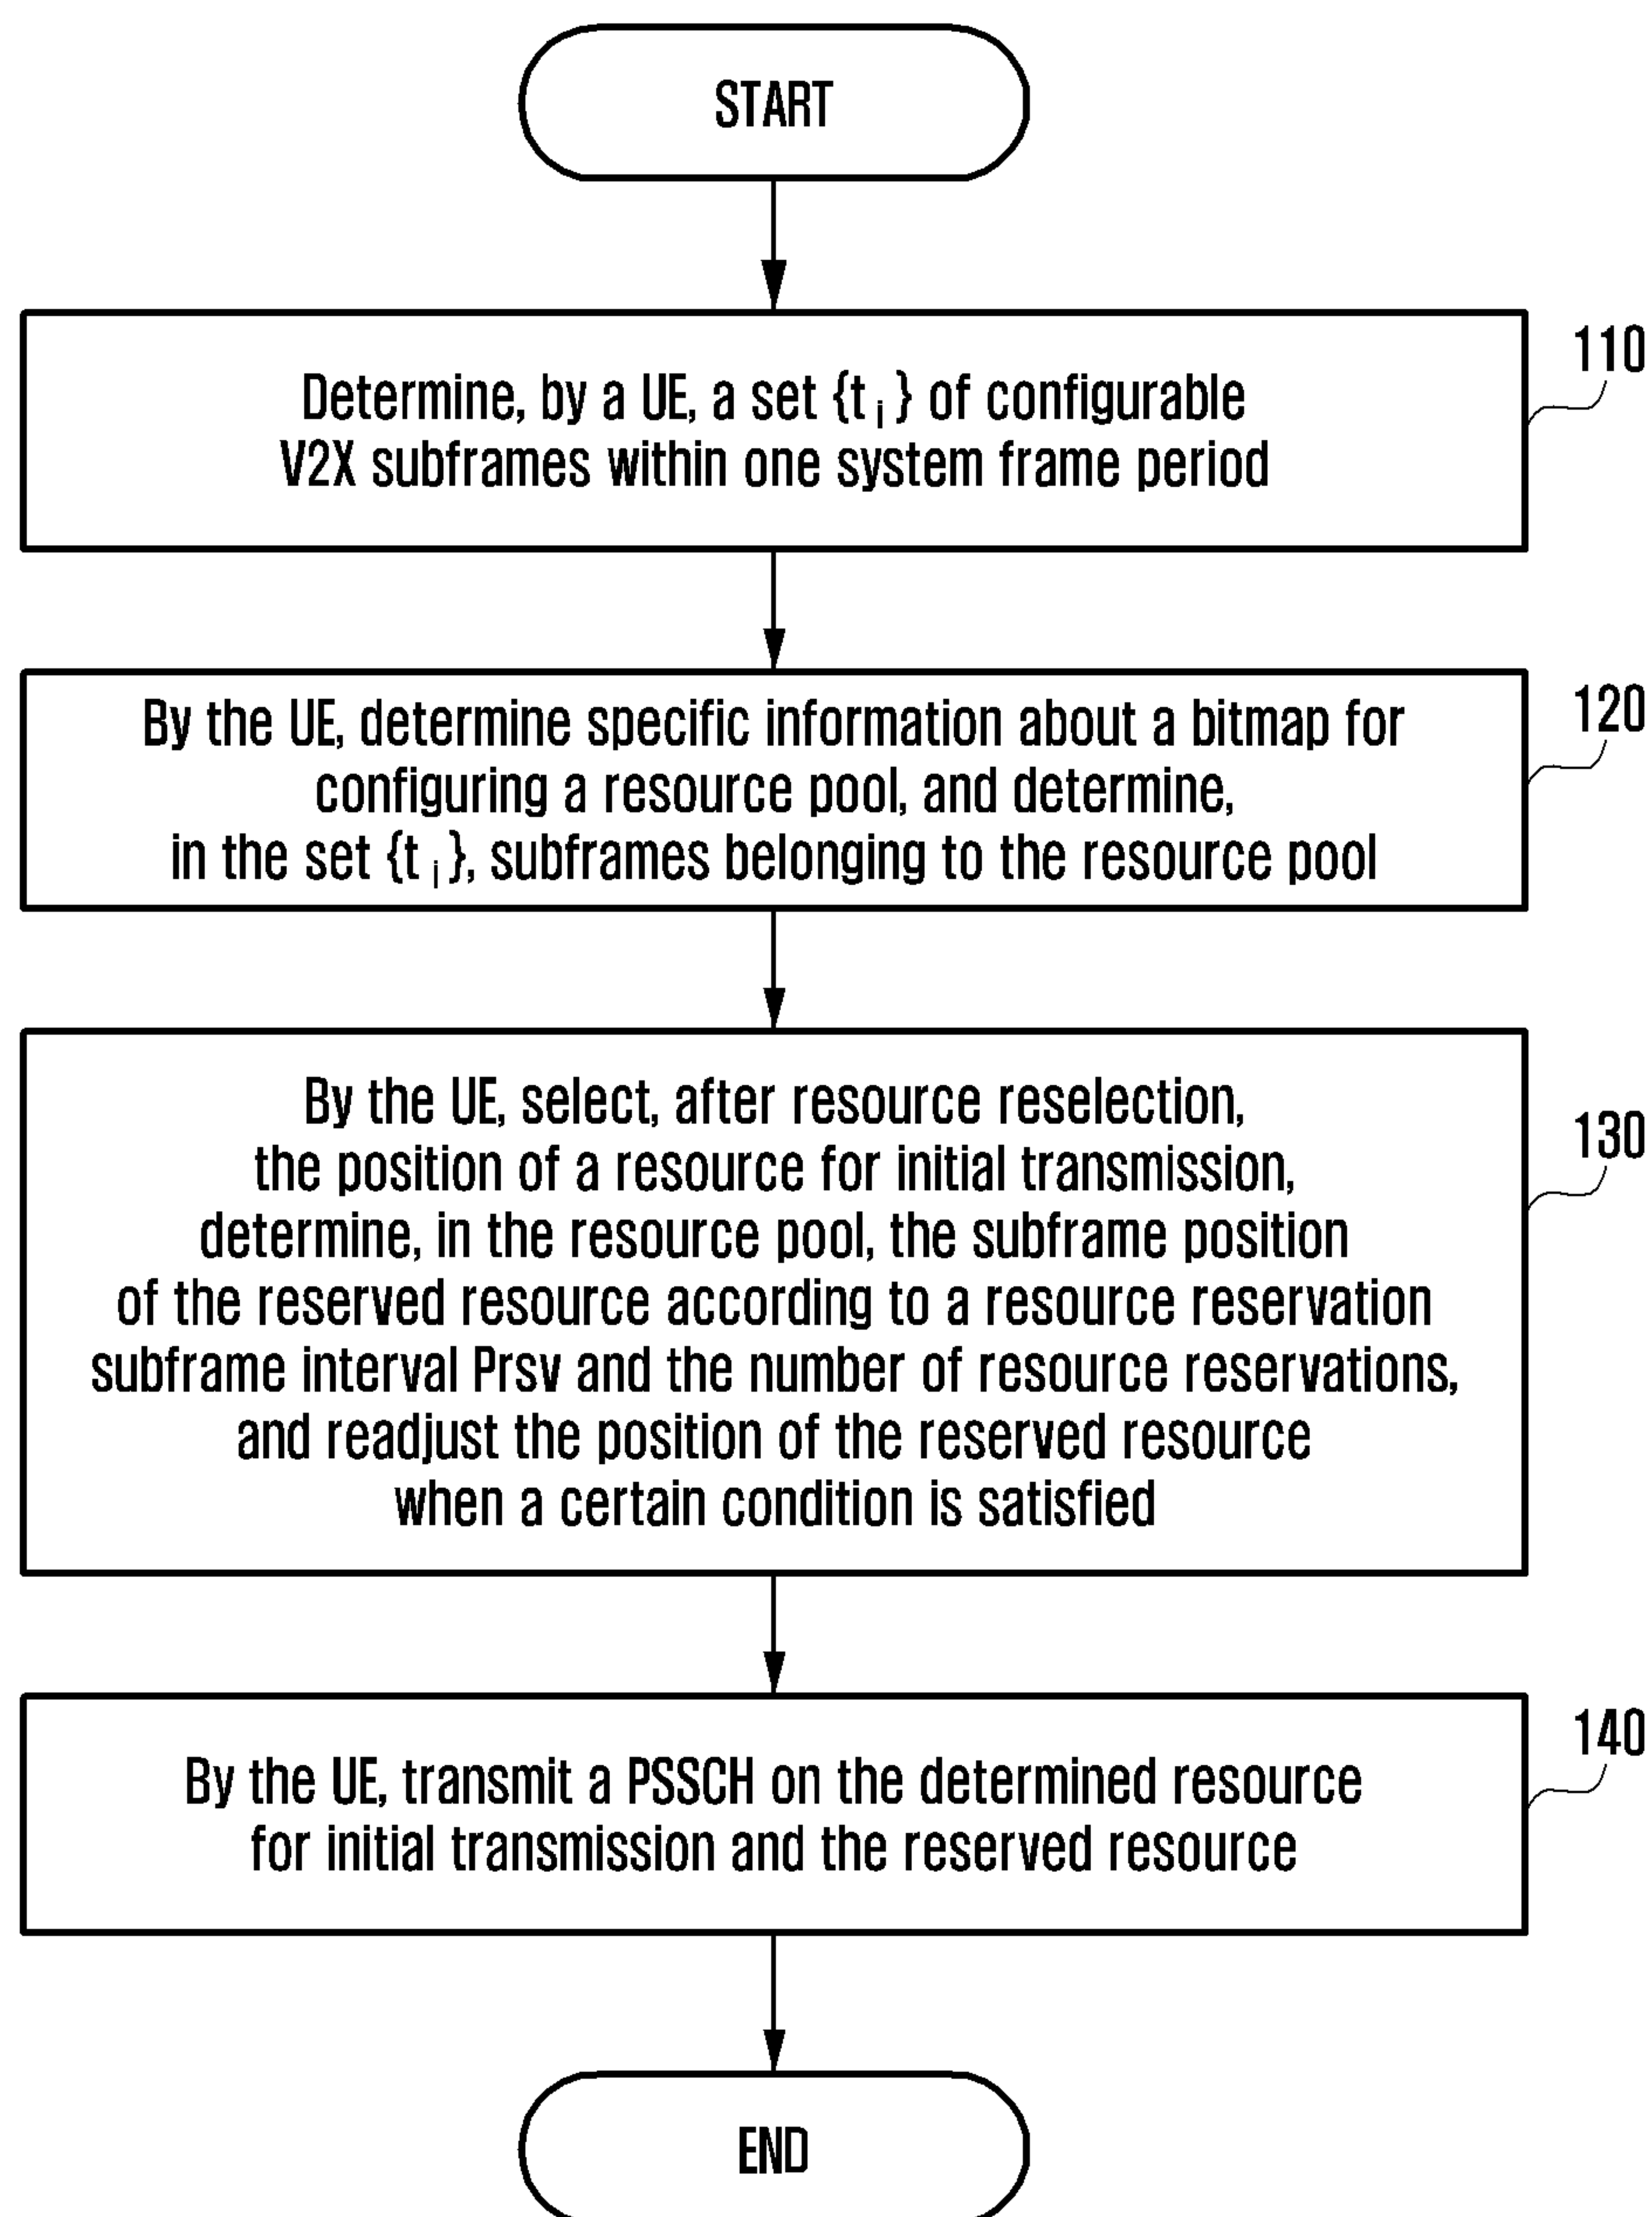 START
110
Determine, by a UE, a set {t i } of configurable
V2X subframes within one system frame period
120
By the UE, determine specific information about a bitmap for
configuring a resource pool, and determine,
in the set {t i }, subframes belonging to the resource pool
130
By the UE, select, after resource reselection,
the position of a resource for initial transmission,
determine, in the resource pool, the subframe position
of the reserved resource according to a resource reservation
subframe interval Prsv and the number of resource reservations,
and readjust the position of the reserved resource
when a certain condition is satisfied
140
By the UE, transmit a PSSCH on the determined resource
for initial transmission and the reserved resource
END